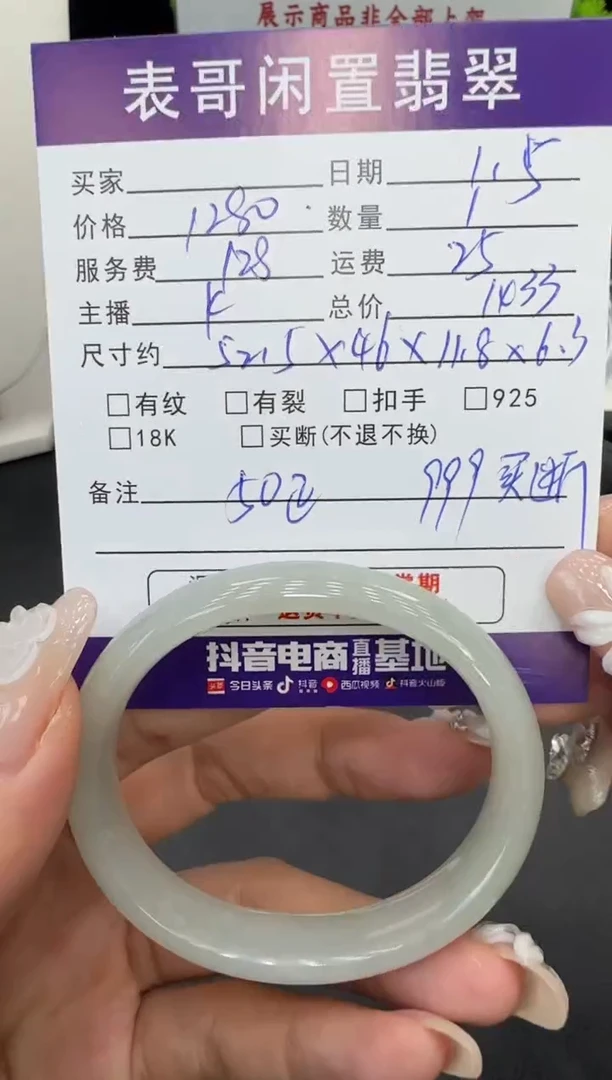 展示商品非全部上架
表哥闲置翡翠
买家 日期 1.5
价格 1280 数量 1
服务费 128 运费 25
主播 K 总价 1433
尺寸约 52.5×46×11.8×6.3
□有纹 □有裂 □扣手 □925
□18K □买断(不退不换)
备注 999买断
抖音电商直播基地
头条 今日头条 抖音 西瓜视频 抖音火山版